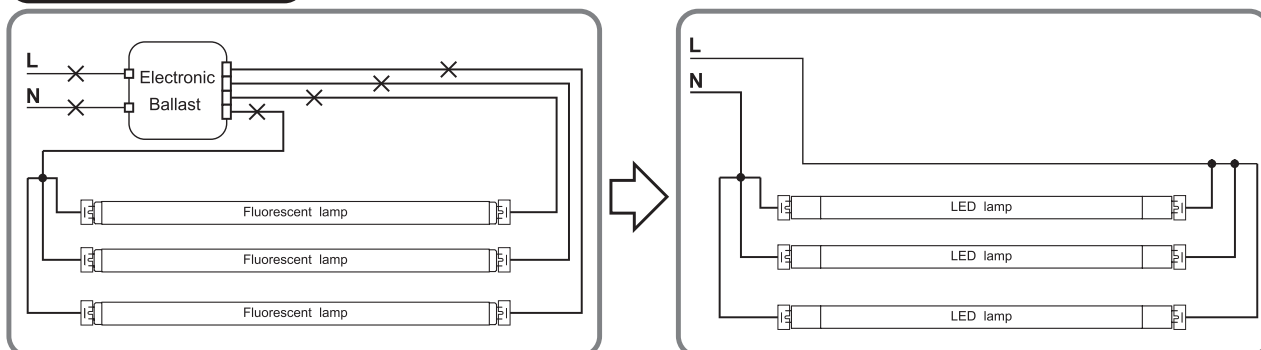 L
N
Electronic
Ballast
Fluorescent lamp
Fluorescent lamp
Fluorescent lamp
L
N
LED lamp
LED lamp
LED lamp